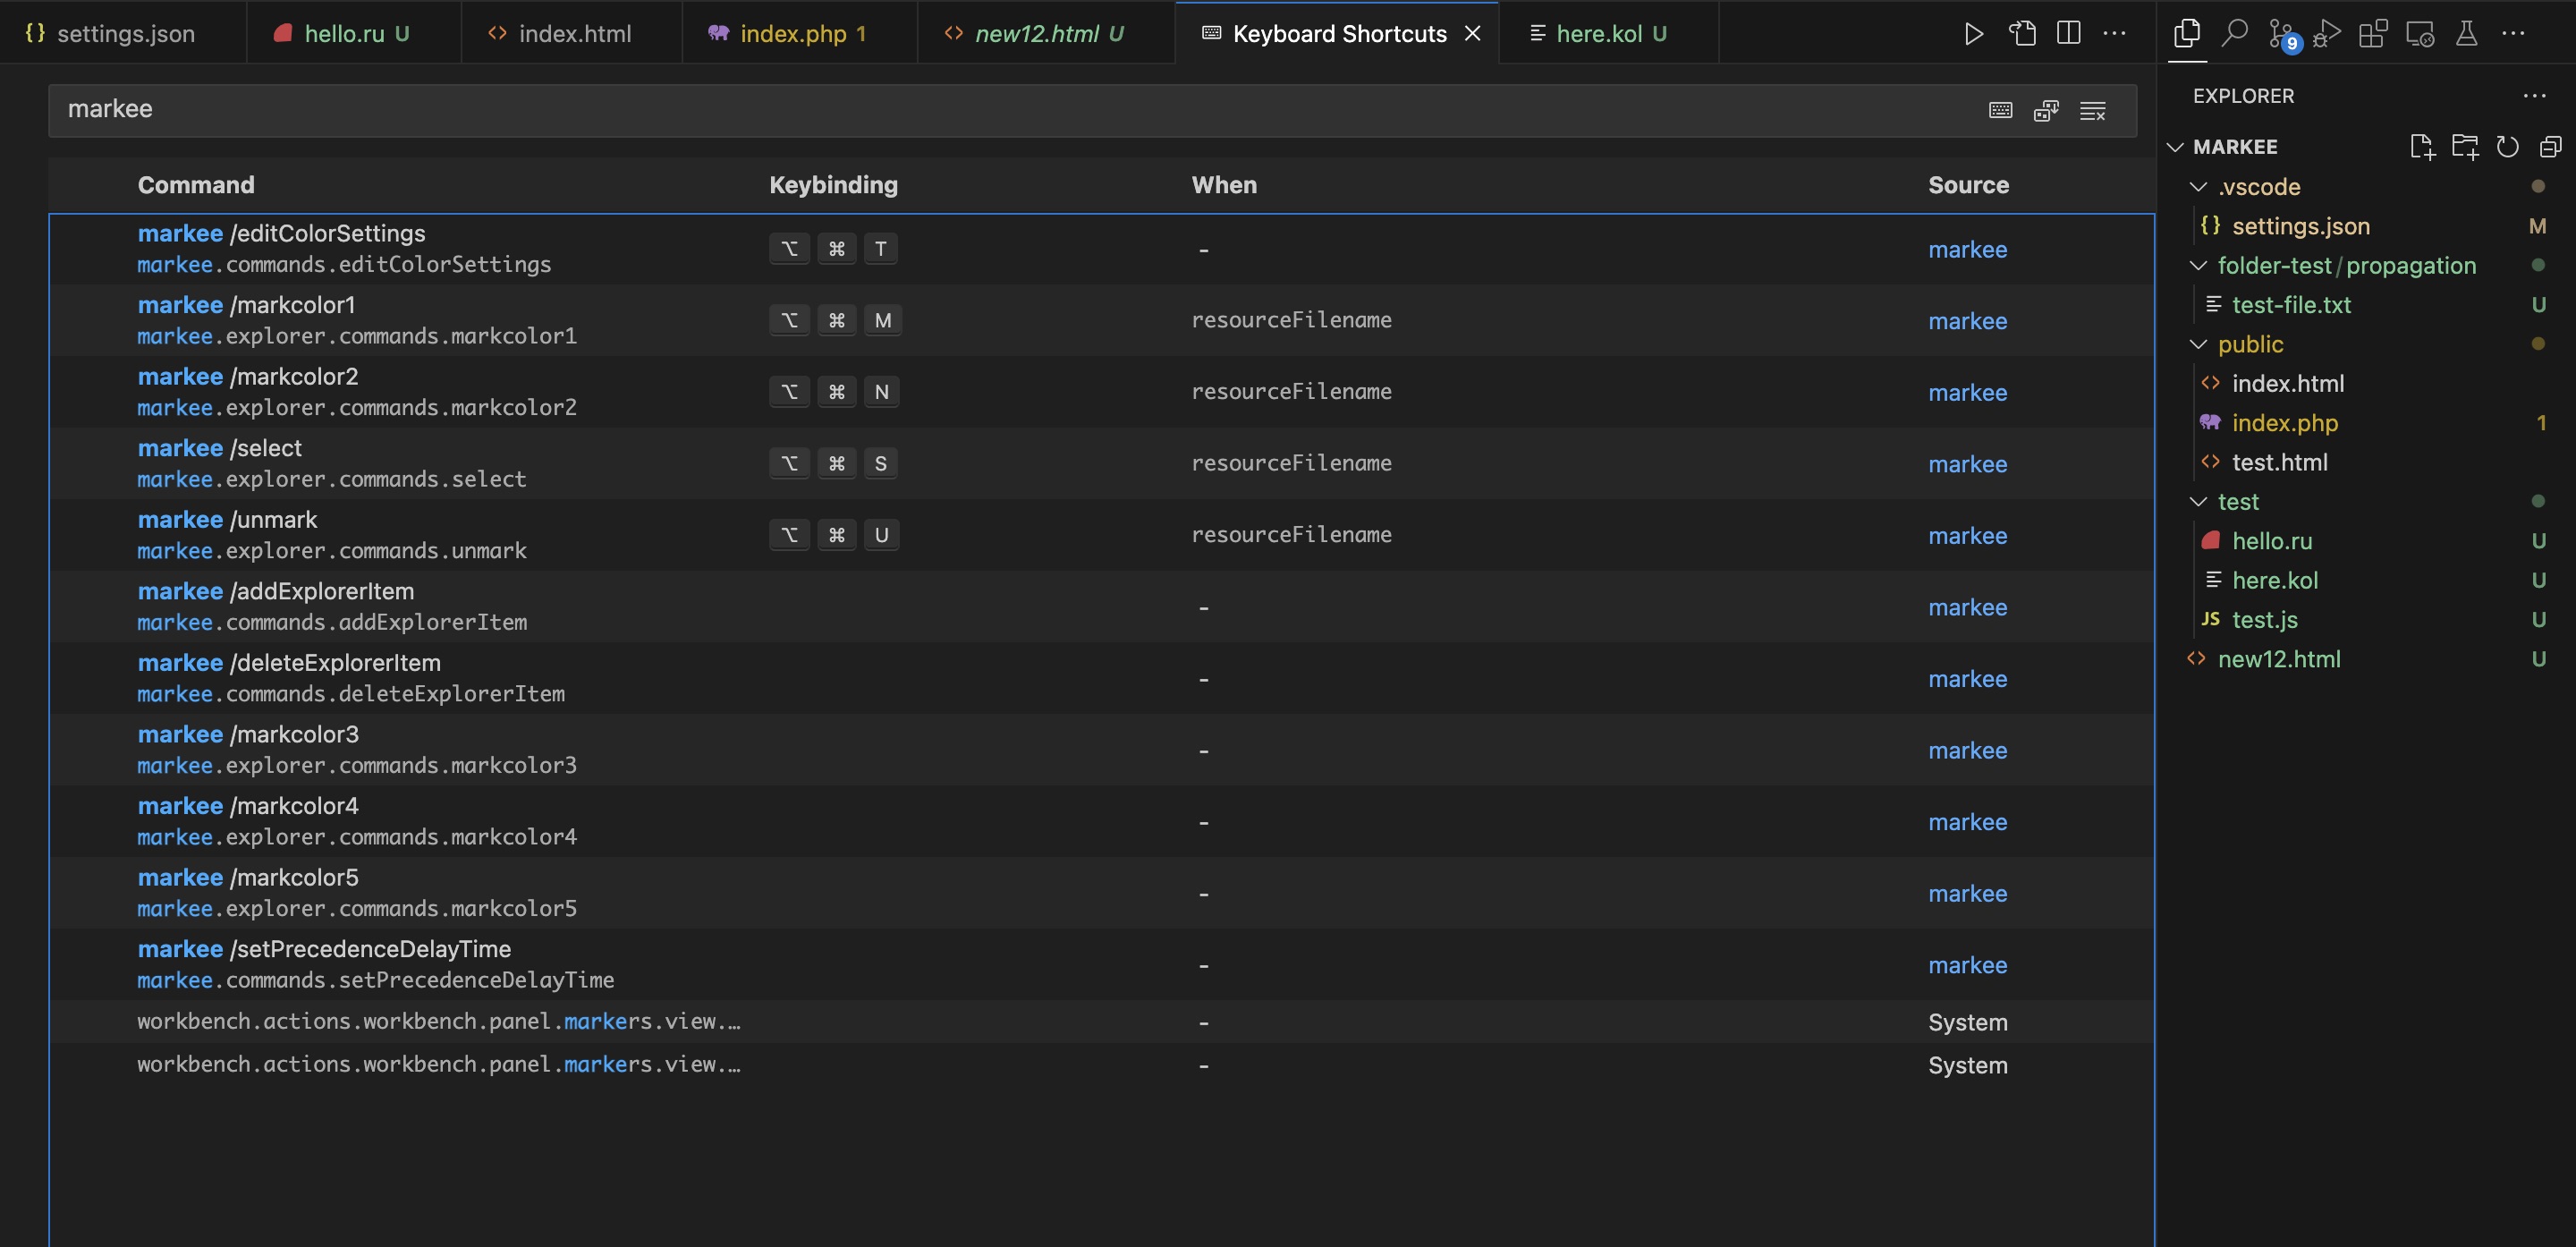 {} settings.json hello.ru U <> index.html index.php 1 <> new12.html U Keyboard Shortcuts × here.kol U 9
markee
Command Keybinding When Source
markee /editColorSettings
markee.commands.editColorSettings
⌥ ⌘ T - markee
markee /markcolor1
markee.explorer.commands.markcolor1
⌥ ⌘ M resourceFilename markee
markee /markcolor2
markee.explorer.commands.markcolor2
⌥ ⌘ N resourceFilename markee
markee /select
markee.explorer.commands.select
⌥ ⌘ S resourceFilename markee
markee /unmark
markee.explorer.commands.unmark
⌥ ⌘ U resourceFilename markee
markee /addExplorerItem
markee.commands.addExplorerItem
- markee
markee /deleteExplorerItem
markee.commands.deleteExplorerItem
- markee
markee /markcolor3
markee.explorer.commands.markcolor3
- markee
markee /markcolor4
markee.explorer.commands.markcolor4
- markee
markee /markcolor5
markee.explorer.commands.markcolor5
- markee
markee /setPrecedenceDelayTime
markee.commands.setPrecedenceDelayTime
- markee
workbench.actions.workbench.panel.markers.view.… - System
workbench.actions.workbench.panel.markers.view.… - System
EXPLORER ···
MARKEE
.vscode
{} settings.json M
folder-test/propagation
test-file.txt U
public
<> index.html
index.php 1
<> test.html
test
hello.ru U
here.kol U
JS test.js U
<> new12.html U